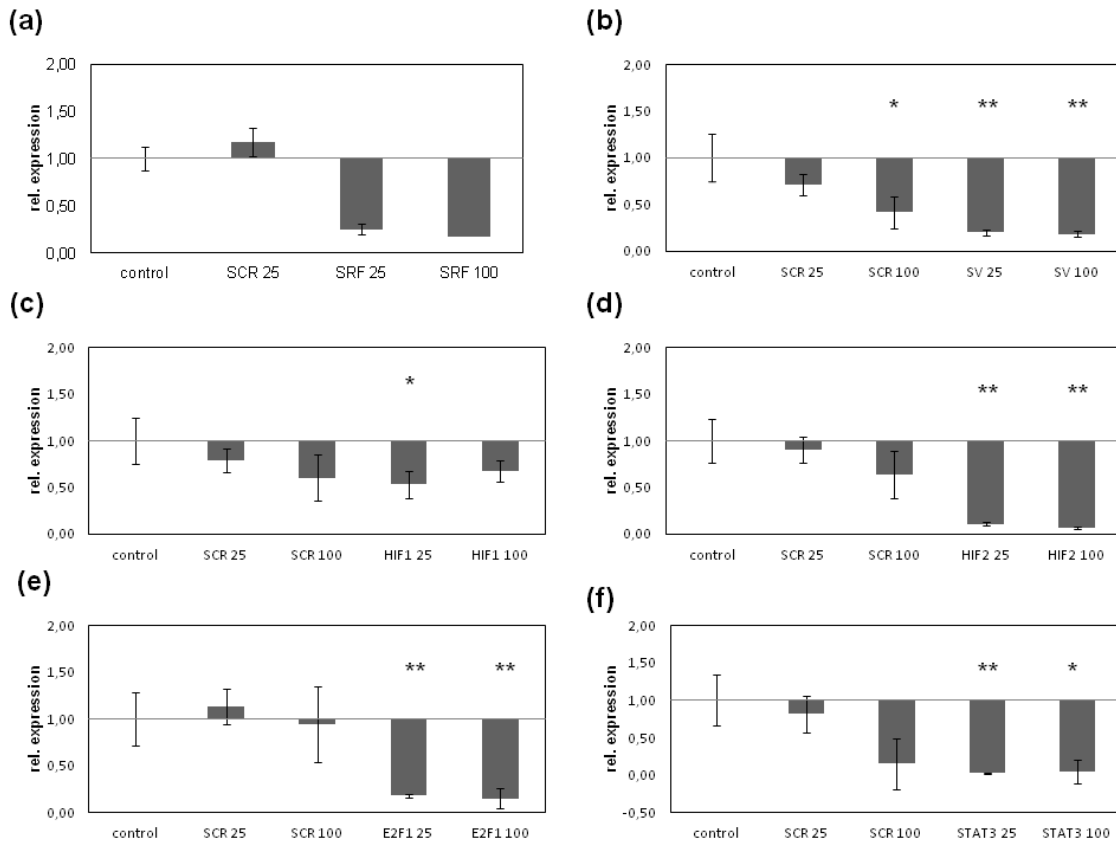 (a)
rel. expression
2,00
1,50
1,00
0,50
0,00
control SCR 25 SRF 25 SRF 100
(b)
rel. expression
2,00
1,50
1,00
0,50
0,00
* ** **
control SCR 25 SCR 100 SV 25 SV 100
(c)
rel. expression
2,00
1,50
1,00
0,50
0,00
*
control SCR 25 SCR 100 HIF1 25 HIF1 100
(d)
rel. expression
2,00
1,50
1,00
0,50
0,00
** **
control SCR 25 SCR 100 HIF2 25 HIF2 100
(e)
rel. expression
2,00
1,50
1,00
0,50
0,00
** **
control SCR 25 SCR 100 E2F1 25 E2F1 100
(f)
rel. expression
2,00
1,50
1,00
0,50
0,00
-0,50
** *
control SCR 25 SCR 100 STAT3 25 STAT3 100